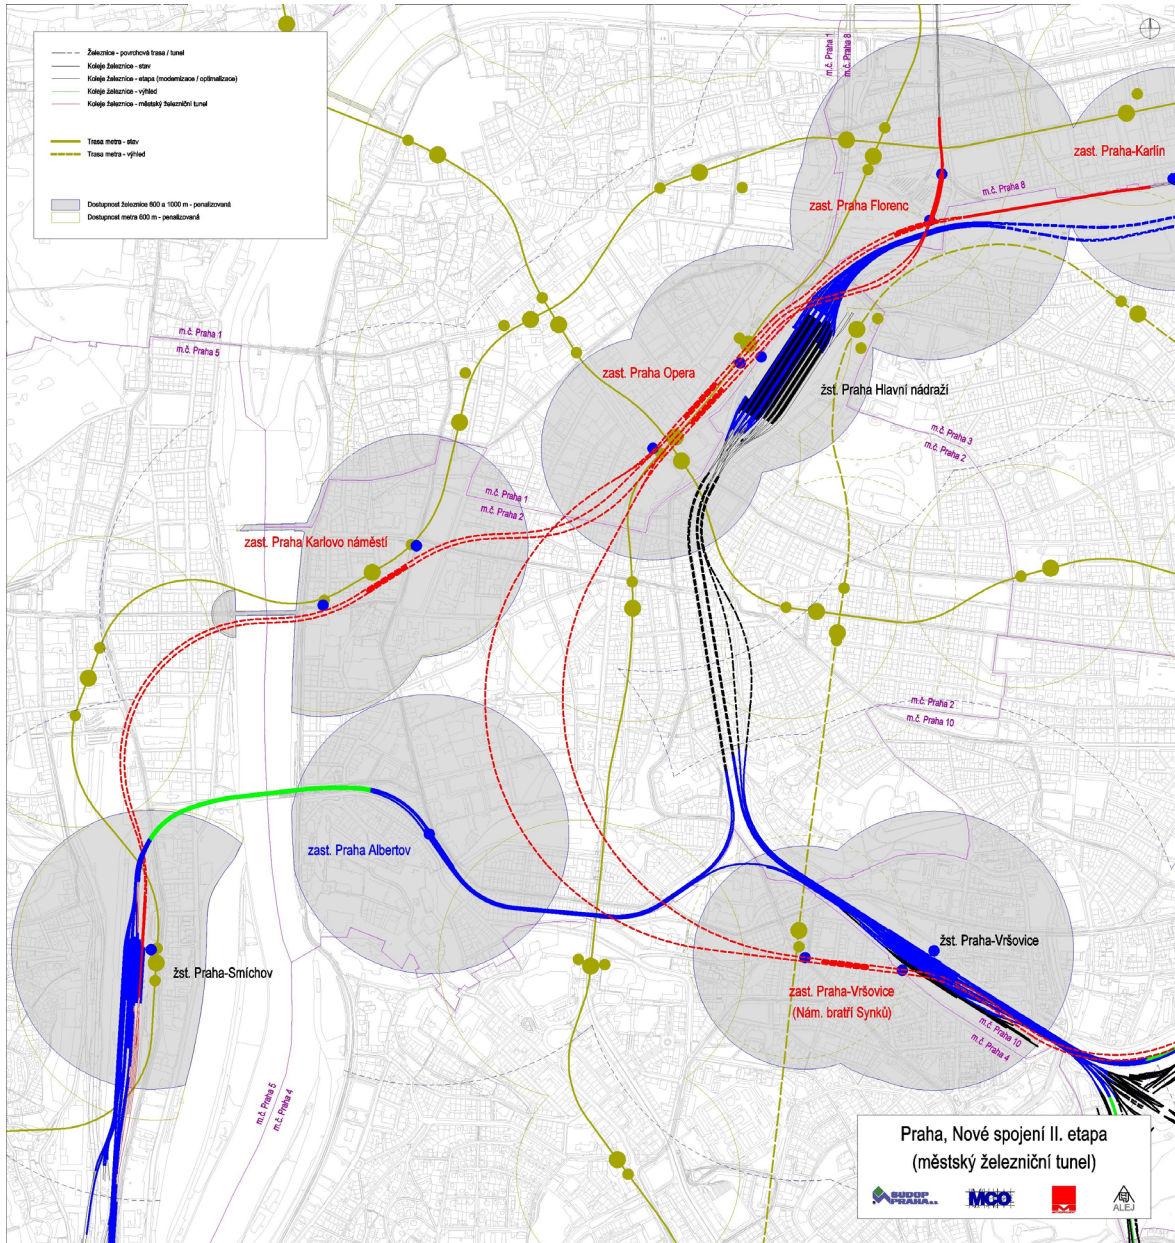 Železnice - povrchová trasa / tunel
Koleje železnice - stav
Koleje železnice - etapa (modernizace / optimalizace)
Koleje železnice - výhled
Koleje železnice - městský železniční tunel
Trasa metra - stav
Trasa metra - výhled
Dostupnost železnice 600 a 1000 m - penalizovaná
Dostupnost metra 600 m - penalizovaná
m.č. Praha 1
m.č. Praha 8
zast. Praha-Karlín
m.č. Praha 8
zast. Praha Florenc
m.č. Praha 1
m.č. Praha 5
zast. Praha Opera
žst. Praha Hlavní nádraží
m.č. Praha 3
m.č. Praha 2
m.č. Praha 1
m.č. Praha 2
zast. Praha Karlovo náměstí
m.č. Praha 2
m.č. Praha 10
zast. Praha Albertov
žst. Praha-Vršovice
žst. Praha-Smíchov
zast. Praha-Vršovice
(Nám. bratří Synků)
m.č. Praha 10
m.č. Praha 4
m.č. Praha 5
m.č. Praha 4
Praha, Nové spojení II. etapa
(městský železniční tunel)
SUDOP
PRAHA a.s.
MCO
ALEJ